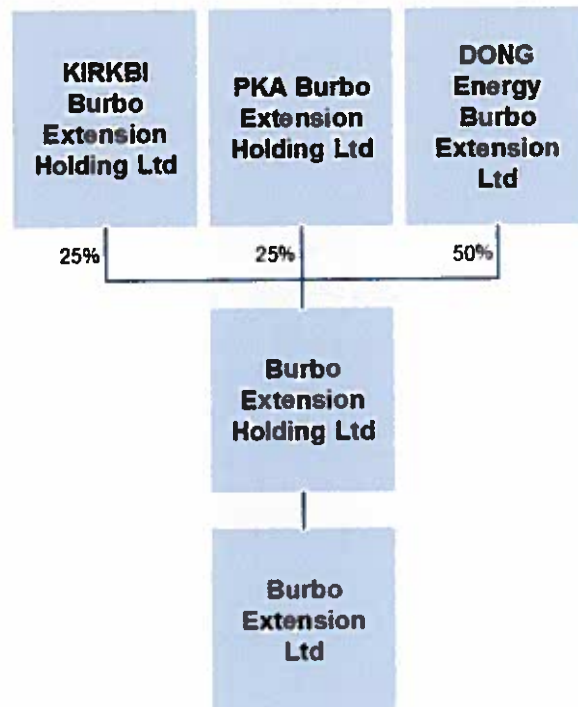 KIRKBI
Burbo
Extension
Holding Ltd
PKA Burbo
Extension
Holding Ltd
DONG
Energy
Burbo
Extension
Ltd
25%
25%
50%
Burbo
Extension
Holding Ltd
Burbo
Extension
Ltd